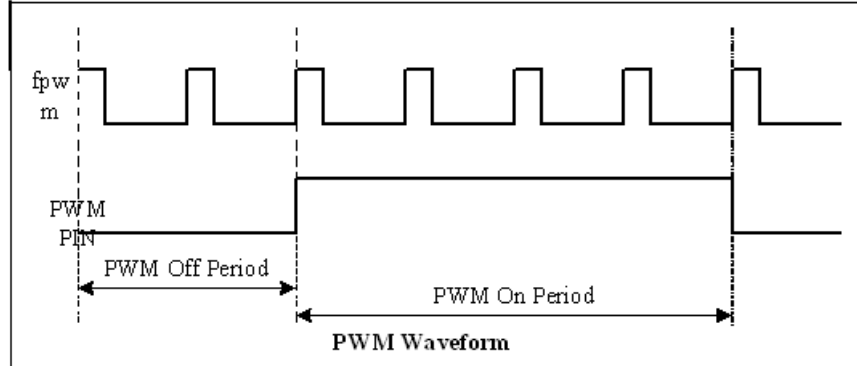 fpw
m
PWM
PIN
PWM Off Period
PWM On Period
PWM Waveform